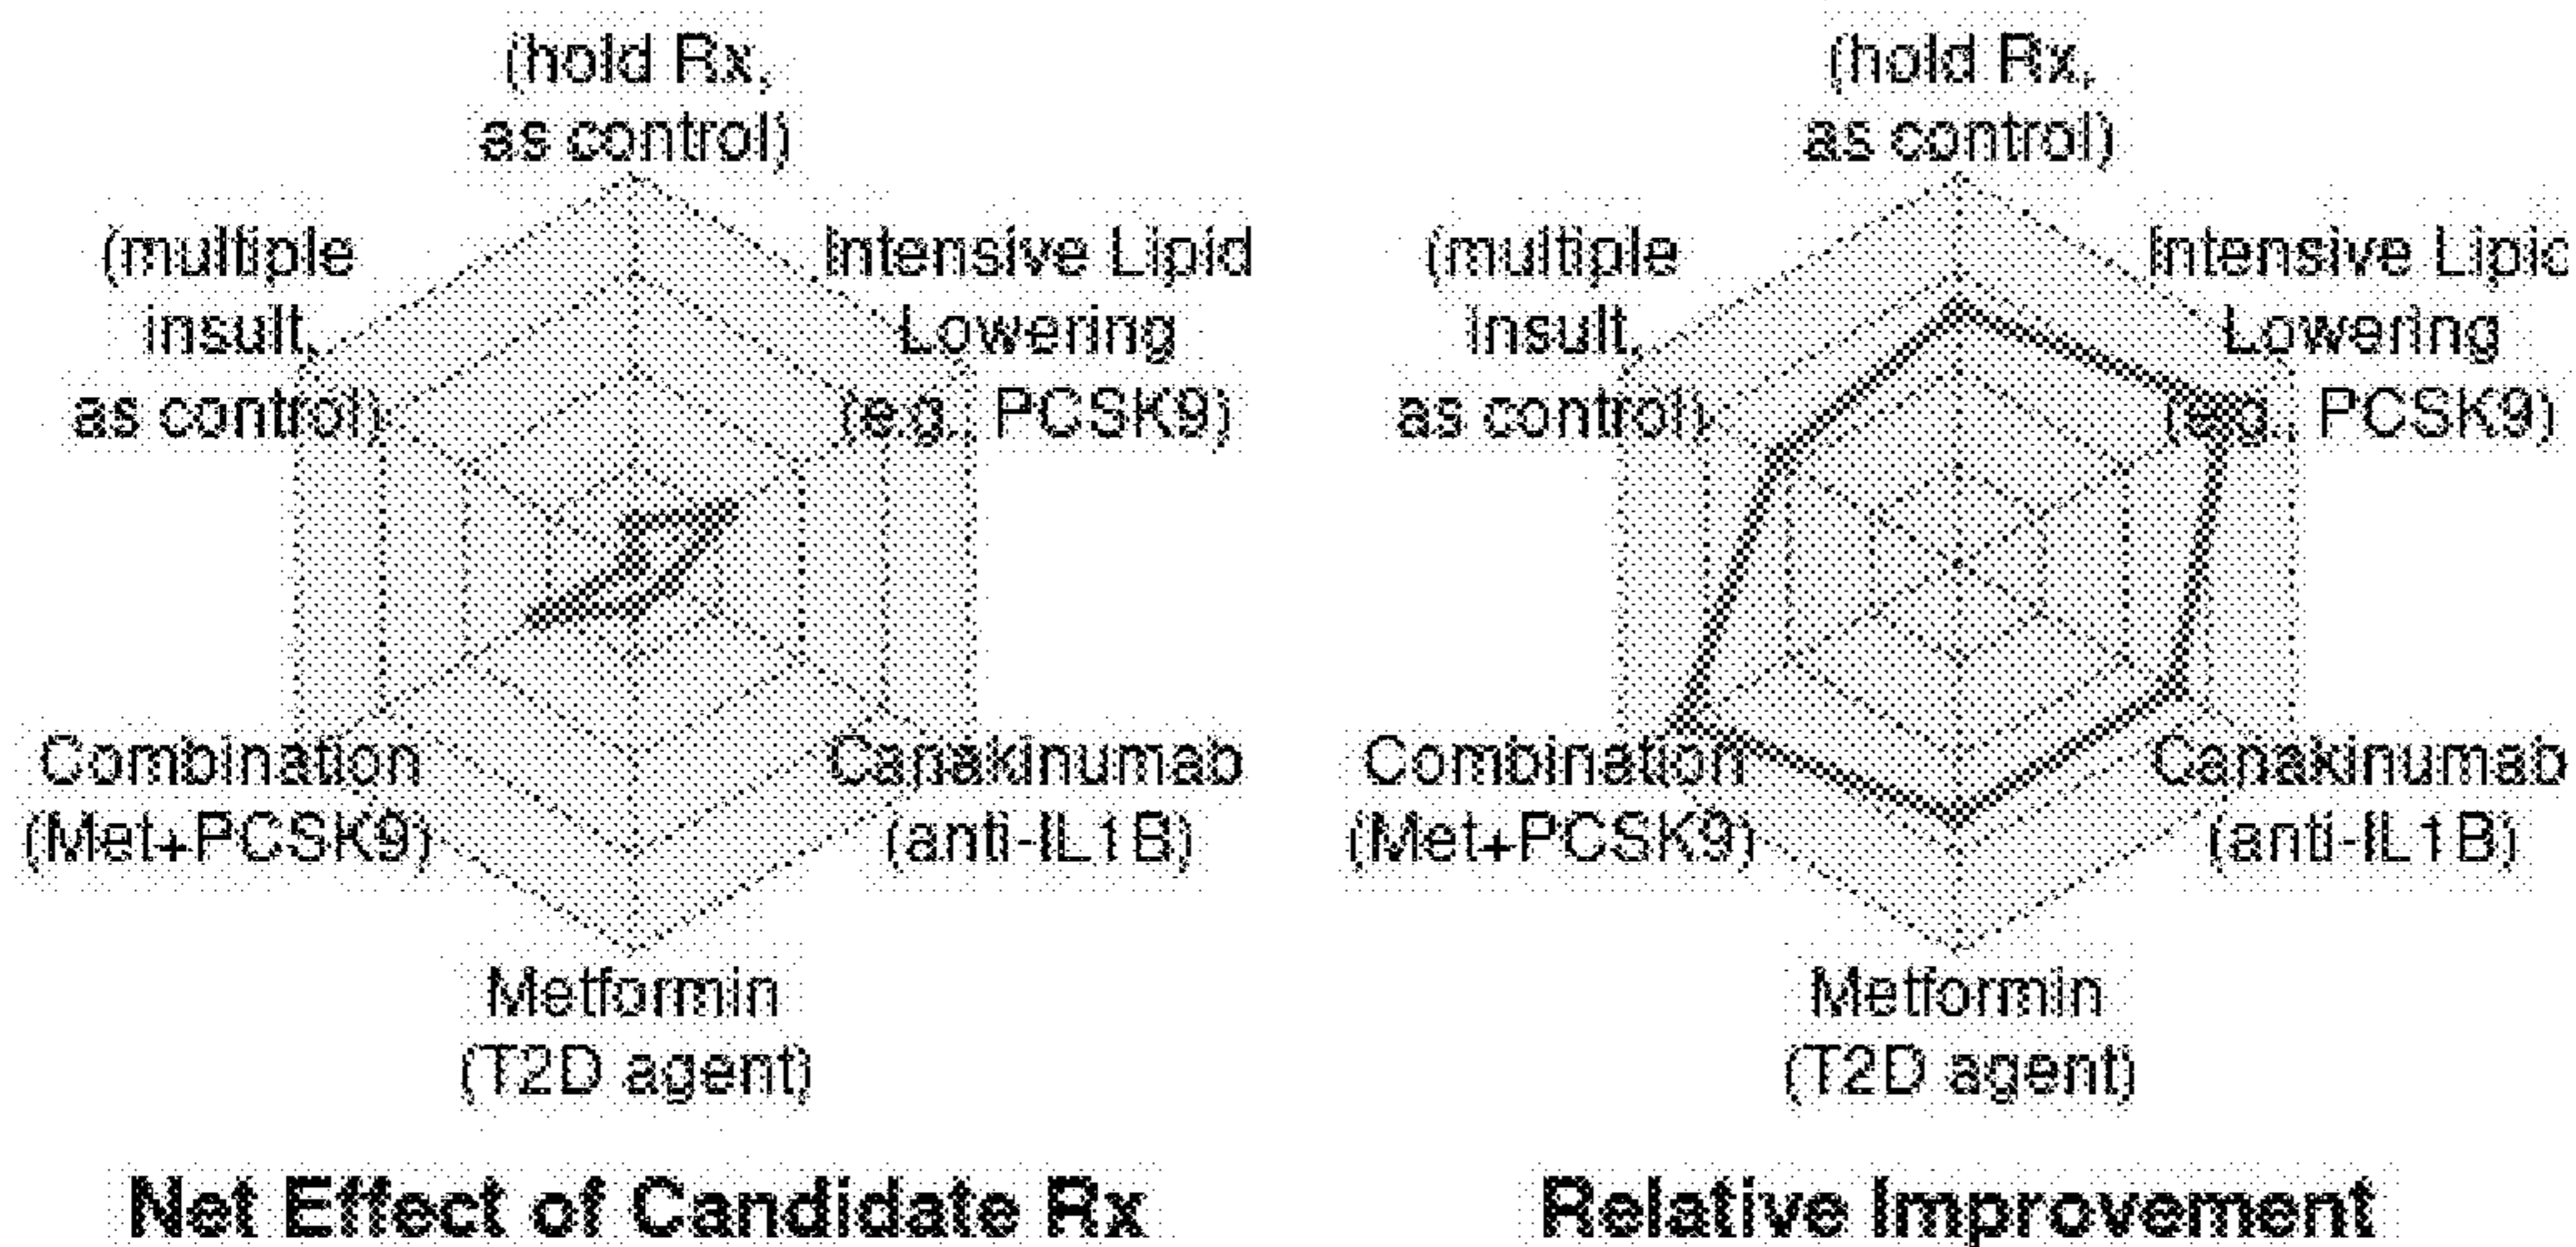 (hold Rx,
as control)
(multiple
insult,
as control)
Intensive Lipid
Lowering
(e.g., PCSK9)
Combination
(Met+PCSK9)
Canakinumab
(anti-IL1B)
Metformin
(T2D agent)
Net Effect of Candidate Rx
(hold Rx,
as control)
(multiple
insult,
as control)
Intensive Lipid
Lowering
(e.g., PCSK9)
Combination
(Met+PCSK9)
Canakinumab
(anti-IL1B)
Metformin
(T2D agent)
Relative Improvement